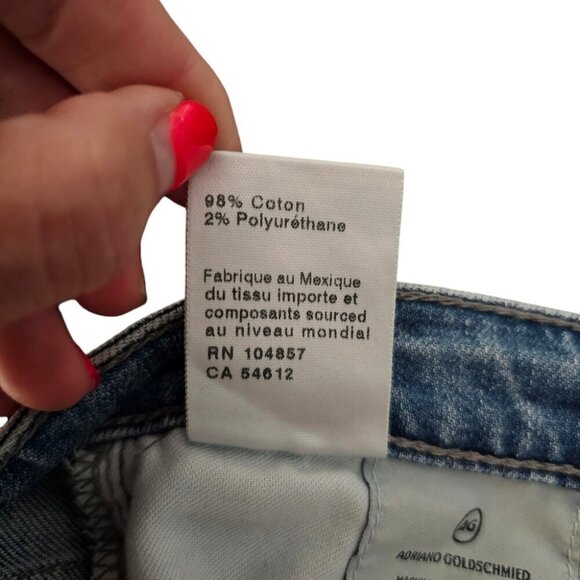 98% Coton
2% Polyuréthane
Fabrique au Mexique
du tissu importe et
composants sourced
au niveau mondial
RN 104857
CA 54612
AG
ADRIANO GOLDSCHMIED